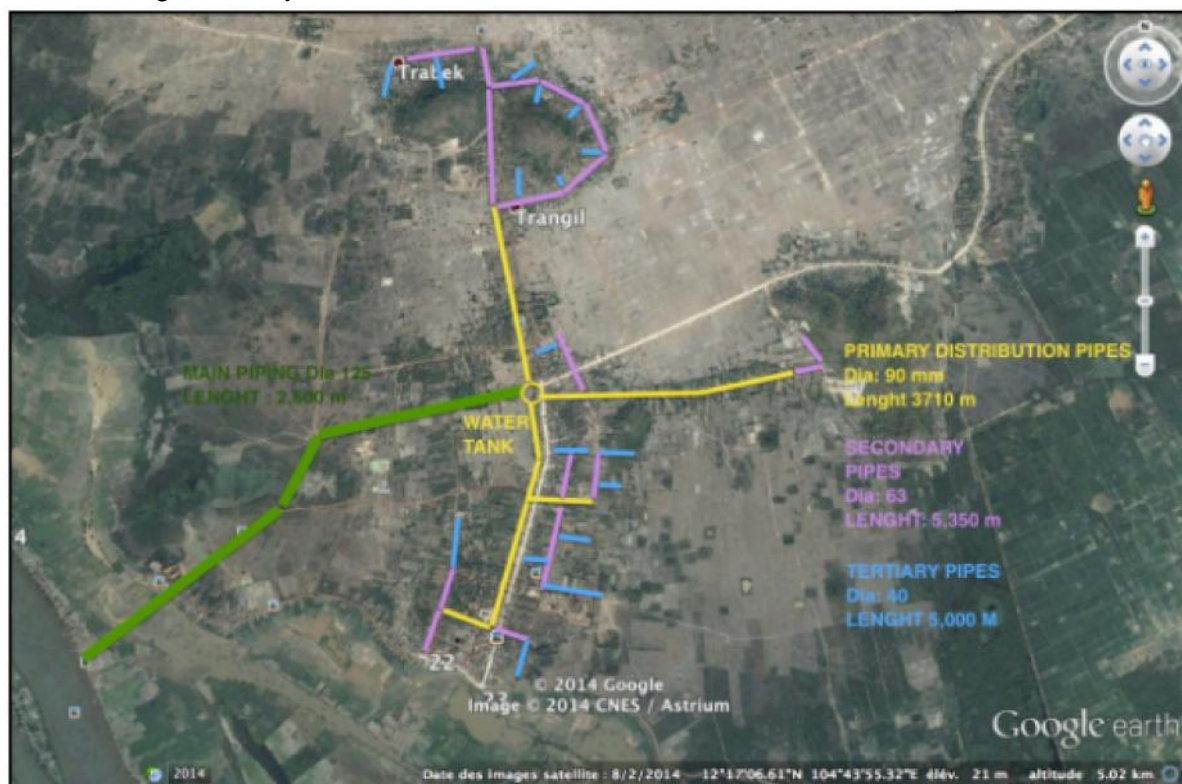 N
Trabek
Trangil
MAIN PIPING Dia 125
LENGHT : 2,800 m
PRIMARY DISTRIBUTION PIPES
Dia: 90 mm
Lenght 3710 m
WATER
TANK
SECONDARY
PIPES
Dia: 63
LENGHT: 5,350 m
4
TERTIARY PIPES
Dia: 40
LENGHT 5,000 M
22
23
© 2014 Google
Image © 2014 CNES / Astrium
Google earth
2014
Date des images satellite : 8/2/2014 12°17'06.61"N 104°43'55.32"E élév. 21 m altitude 5.02 km